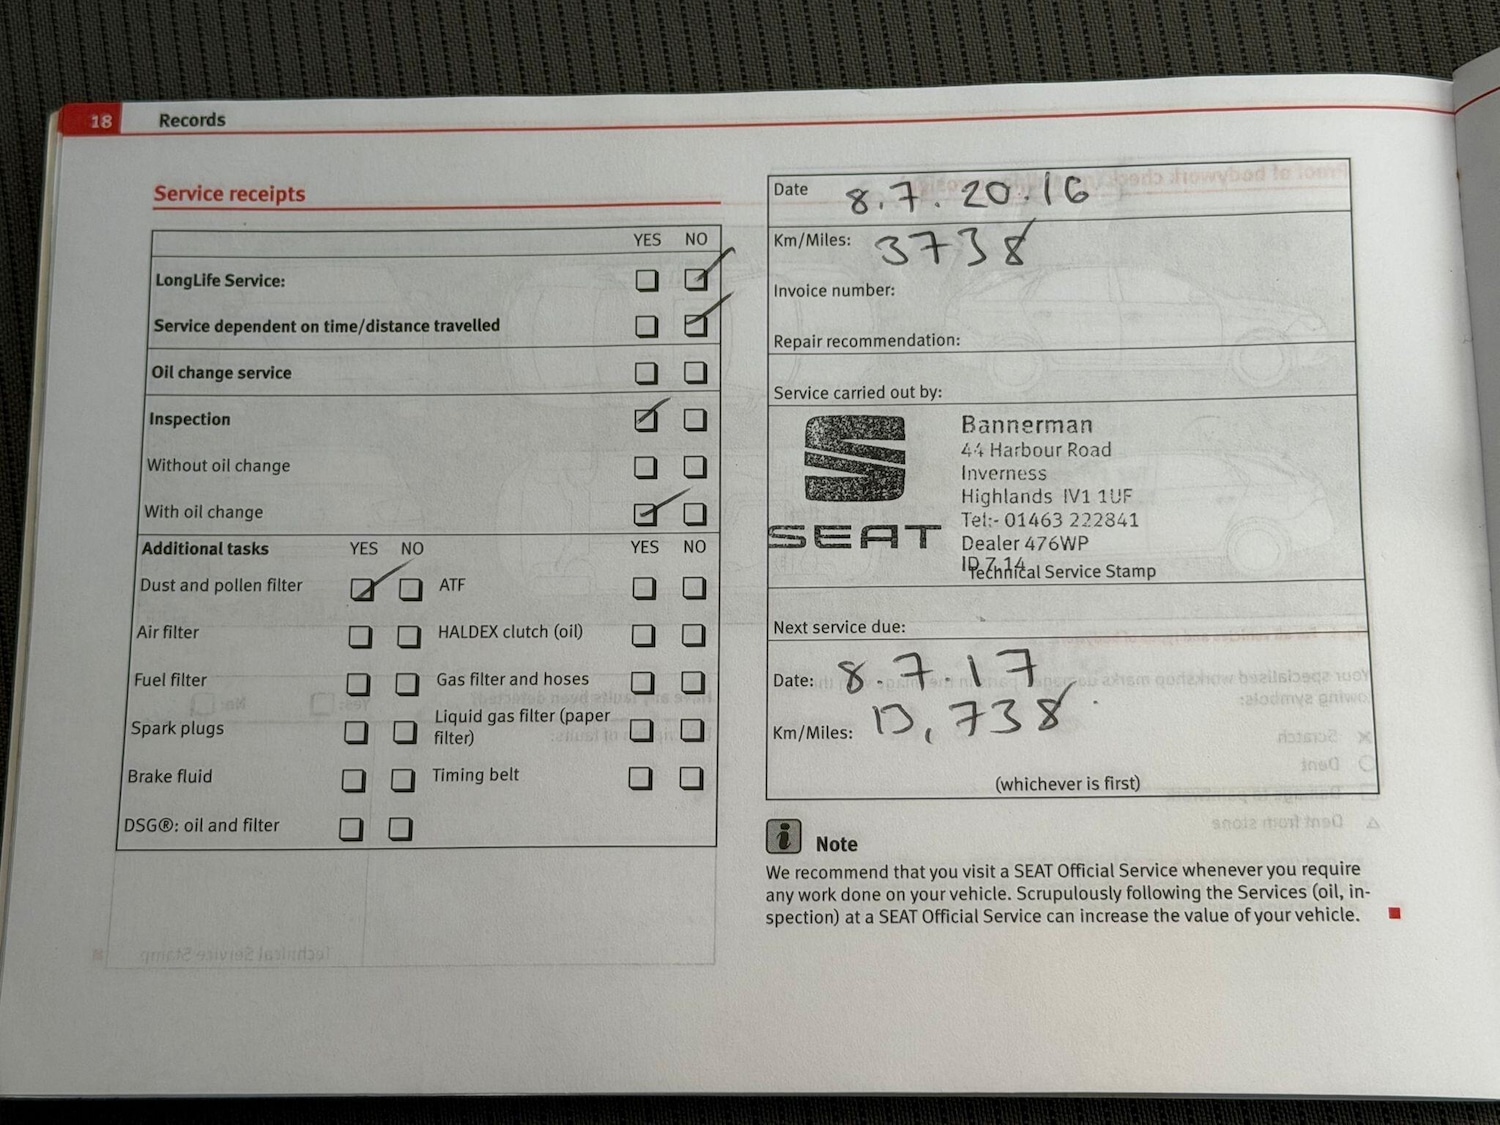 18 Records
Service receipts
YES NO
LongLife Service:
Service dependent on time/distance travelled
Oil change service
Inspection
Without oil change
With oil change
Additional tasks YES NO YES NO
Dust and pollen filter ATF
Air filter HALDEX clutch (oil)
Fuel filter Gas filter and hoses
Spark plugs Liquid gas filter (paper
filter)
Brake fluid Timing belt
DSG®: oil and filter
Date 8.7.20.16
Km/Miles: 3738
Invoice number:
Repair recommendation:
Service carried out by:
SEAT
Bannerman
44 Harbour Road
Inverness
Highlands IV1 1UF
Tel:- 01463 222841
Dealer 476WP
ID 7.14
Technical Service Stamp
Next service due:
Date: 8.7.17
Km/Miles: 13,738
(whichever is first)
i Note
We recommend that you visit a SEAT Official Service whenever you require
any work done on your vehicle. Scrupulously following the Services (oil, in-
spection) at a SEAT Official Service can increase the value of your vehicle.